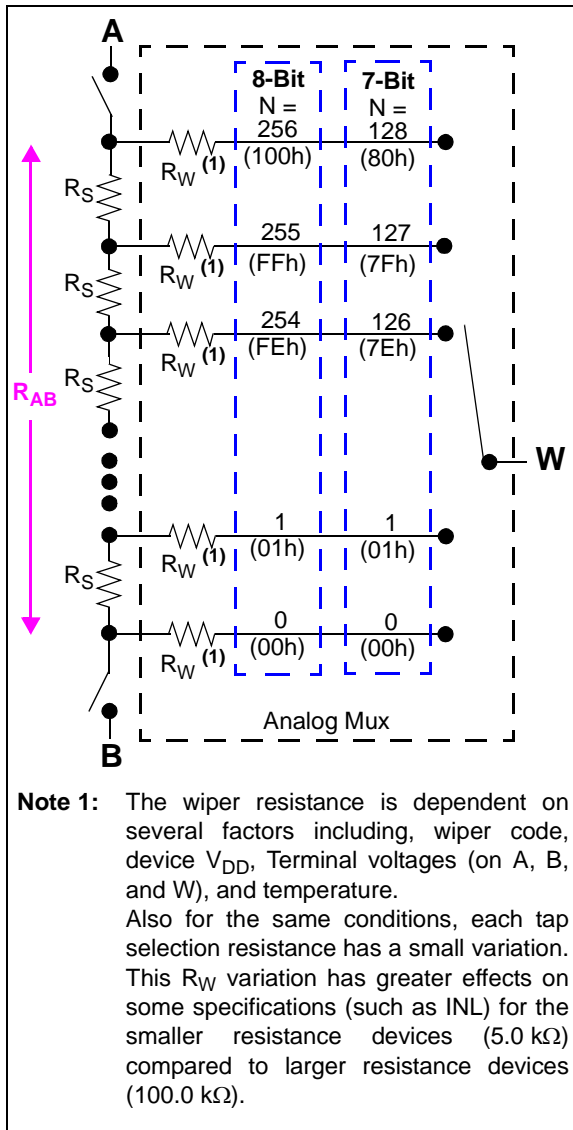 A
8-Bit 7-Bit
N = N =
256 128
(100h) (80h)
R_W (1)
R_S
255 127
(FFh) (7Fh)
R_W (1)
R_S
254 126
(FEh) (7Eh)
R_W (1)
R_S
R_AB
W
1 1
(01h) (01h)
R_W (1)
R_S
0 0
(00h) (00h)
R_W (1)
Analog Mux
B
Note 1: The wiper resistance is dependent on
several factors including, wiper code,
device V_DD, Terminal voltages (on A, B,
and W), and temperature.
Also for the same conditions, each tap
selection resistance has a small variation.
This R_W variation has greater effects on
some specifications (such as INL) for the
smaller resistance devices (5.0 kΩ)
compared to larger resistance devices
(100.0 kΩ).